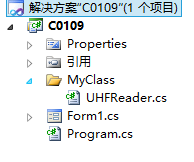 解决方案"C0109"(1 个项目)
C0109
Properties
引用
MyClass
UHFReader.cs
Form1.cs
Program.cs